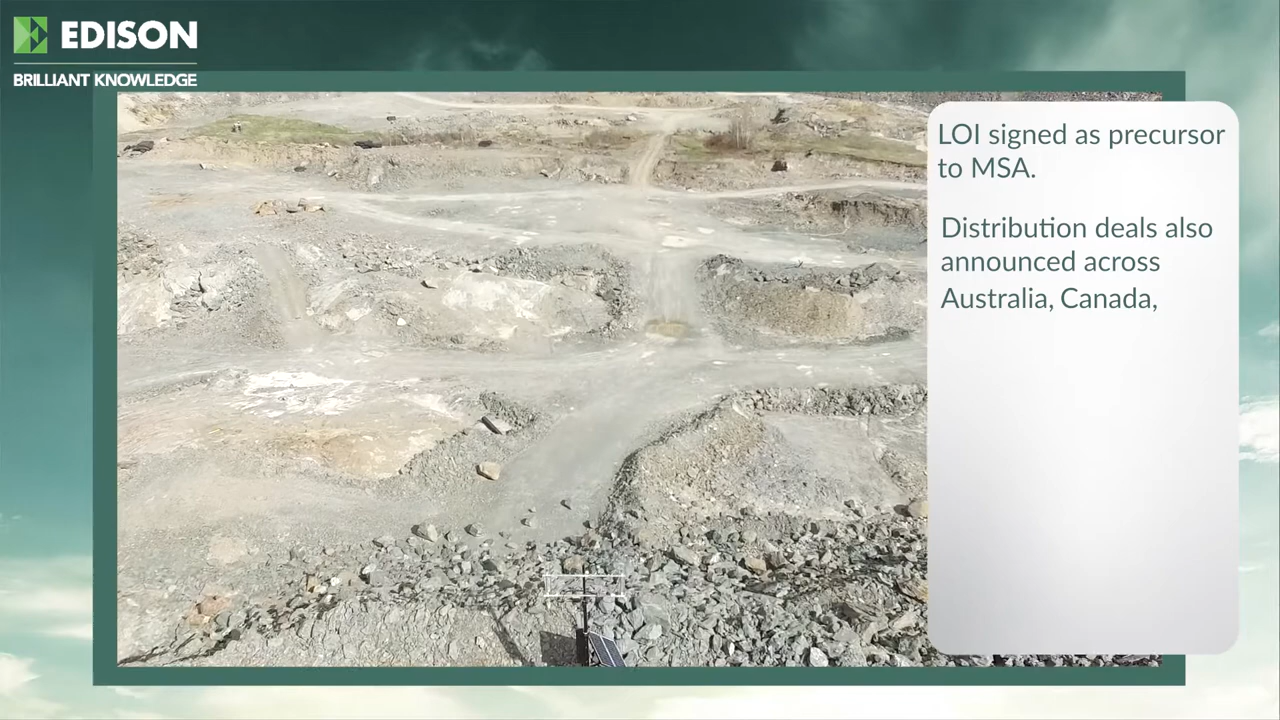 EDISON
BRILLIANT KNOWLEDGE
LOI signed as precursor
to MSA.
Distribution deals also
announced across
Australia, Canada,